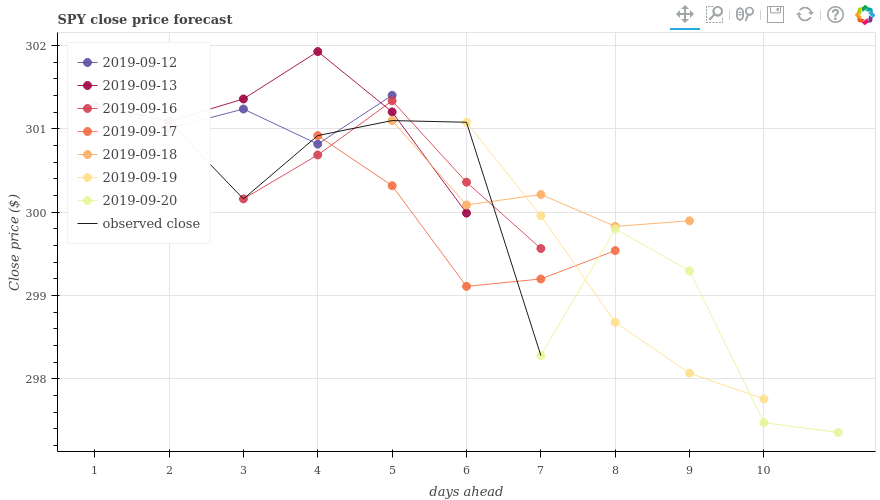 SPY close price forecast
302
301
300
299
298
Close price ($)
2019-09-12
2019-09-13
2019-09-16
2019-09-17
2019-09-18
2019-09-19
2019-09-20
observed close
1 2 3 4 5 6 7 8 9 10
days ahead